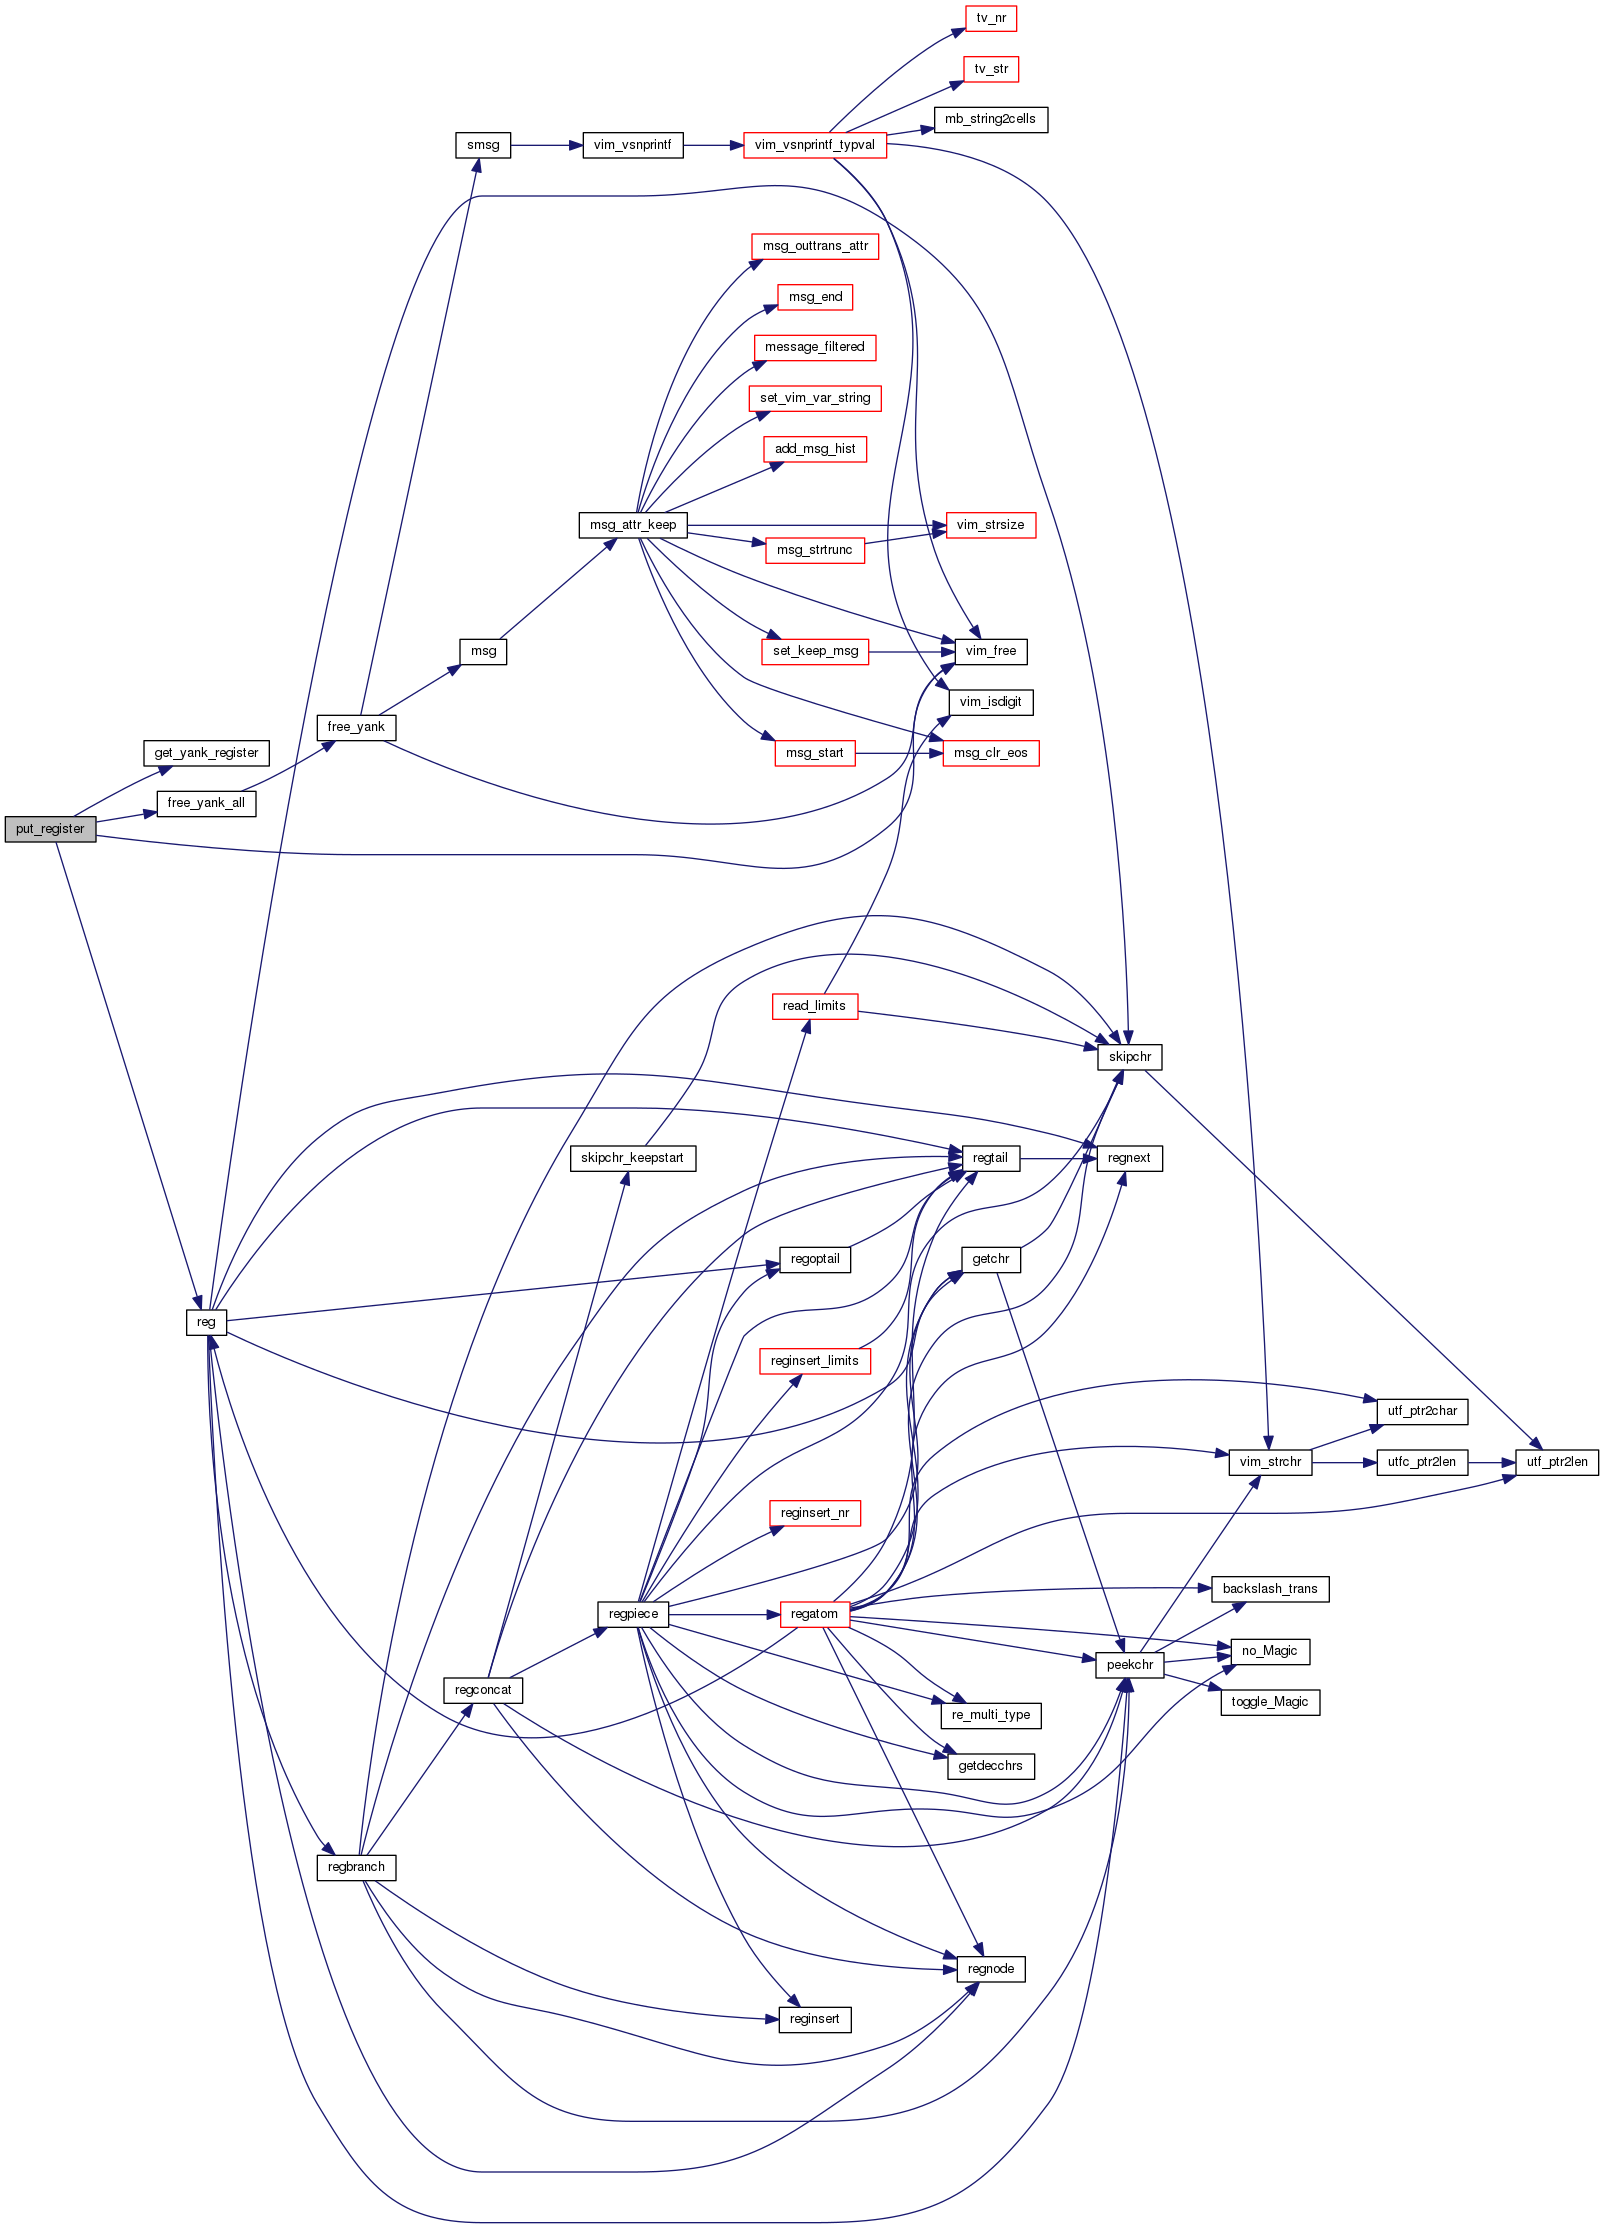 tv_nr
tv_str
mb_string2cells
smsg
vim_vsnprintf
vim_vsnprintf_typval
msg_outtrans_attr
msg_end
message_filtered
set_vim_var_string
add_msg_hist
msg_attr_keep
vim_strsize
msg_strtrunc
msg
set_keep_msg
vim_free
vim_isdigit
free_yank
get_yank_register
msg_start
msg_clr_eos
free_yank_all
put_register
read_limits
skipchr
skipchr_keepstart
regtail
regnext
regoptail
getchr
reg
reginsert_limits
utf_ptr2char
vim_strchr
utfc_ptr2len
utf_ptr2len
reginsert_nr
backslash_trans
regpiece
regatom
no_Magic
peekchr
regconcat
toggle_Magic
re_multi_type
getdecchrs
regbranch
regnode
reginsert